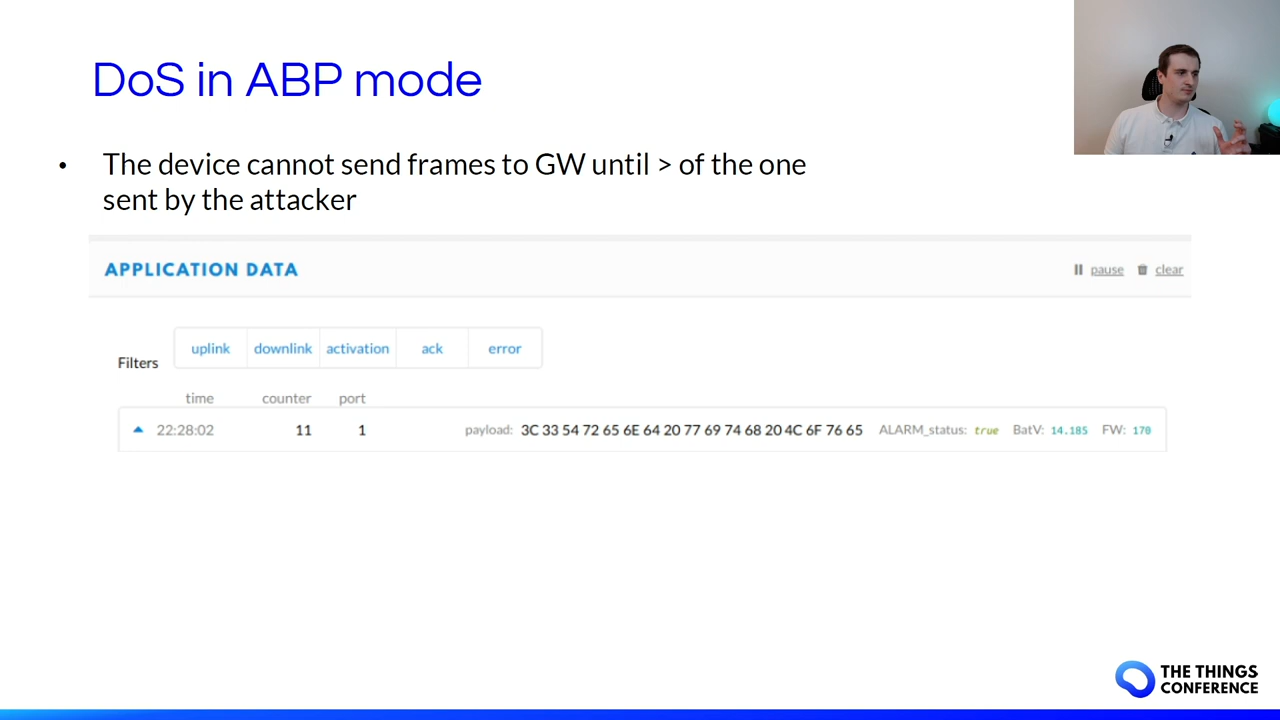 DoS in ABP mode
• The device cannot send frames to GW until > of the one
sent by the attacker
APPLICATION DATA
pause clear
Filters uplink downlink activation ack error
time counter port
22:28:02 11 1 payload: 3C 33 54 72 65 6E 64 20 77 69 74 68 20 4C 6F 76 65 ALARM_status: true BatV: 14.185 FW: 170
THE THINGS
CONFERENCE